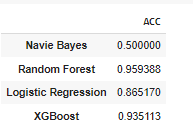 ACC
Navie Bayes 0.500000
Random Forest 0.959388
Logistic Regression 0.865170
XGBoost 0.935113